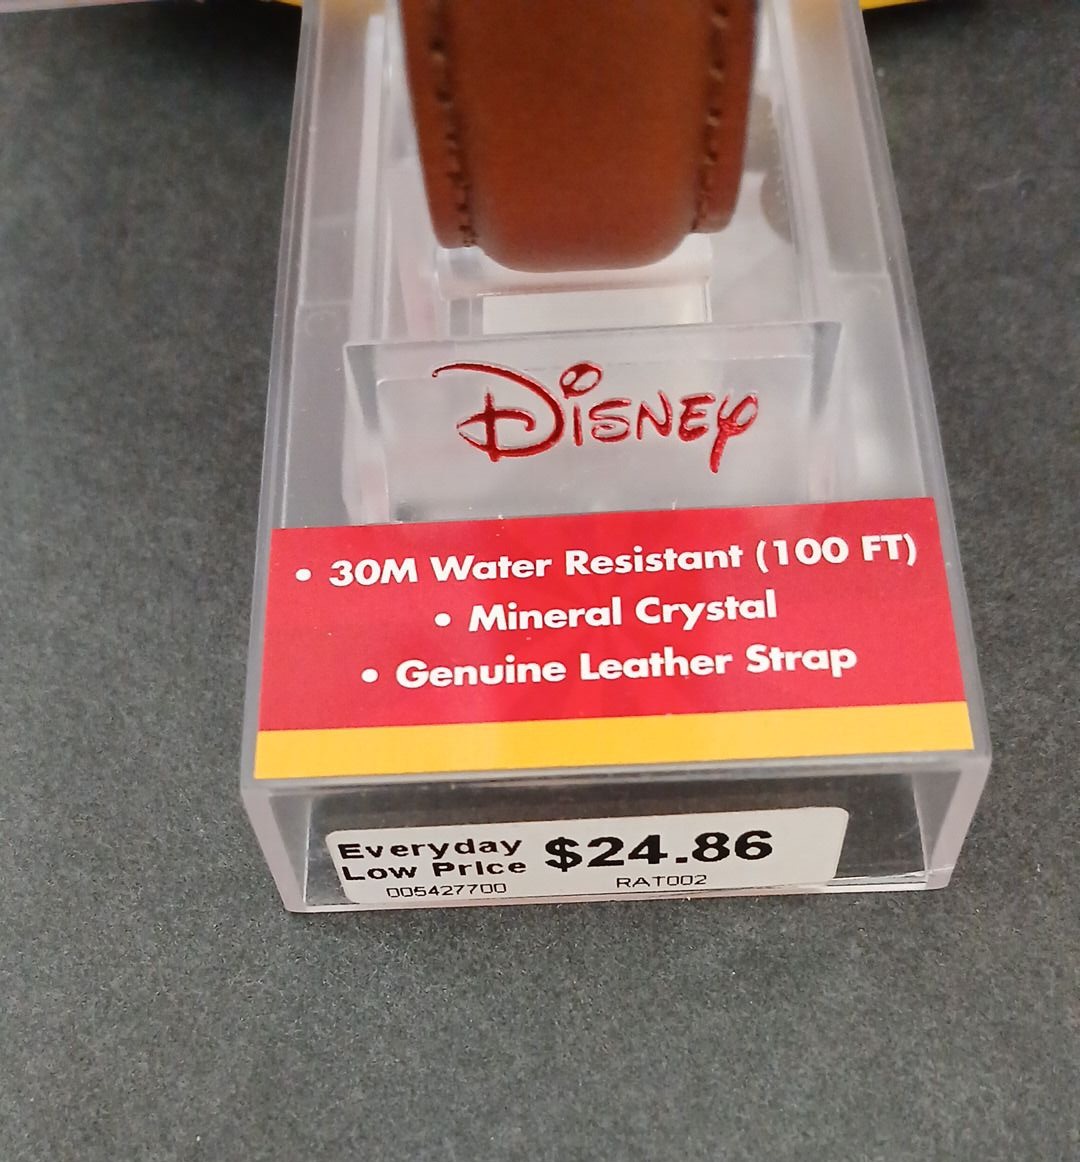 Disney
• 30M Water Resistant (100 FT)
• Mineral Crystal
• Genuine Leather Strap
Everyday
Low Price
$24.86
005427700
RAT002